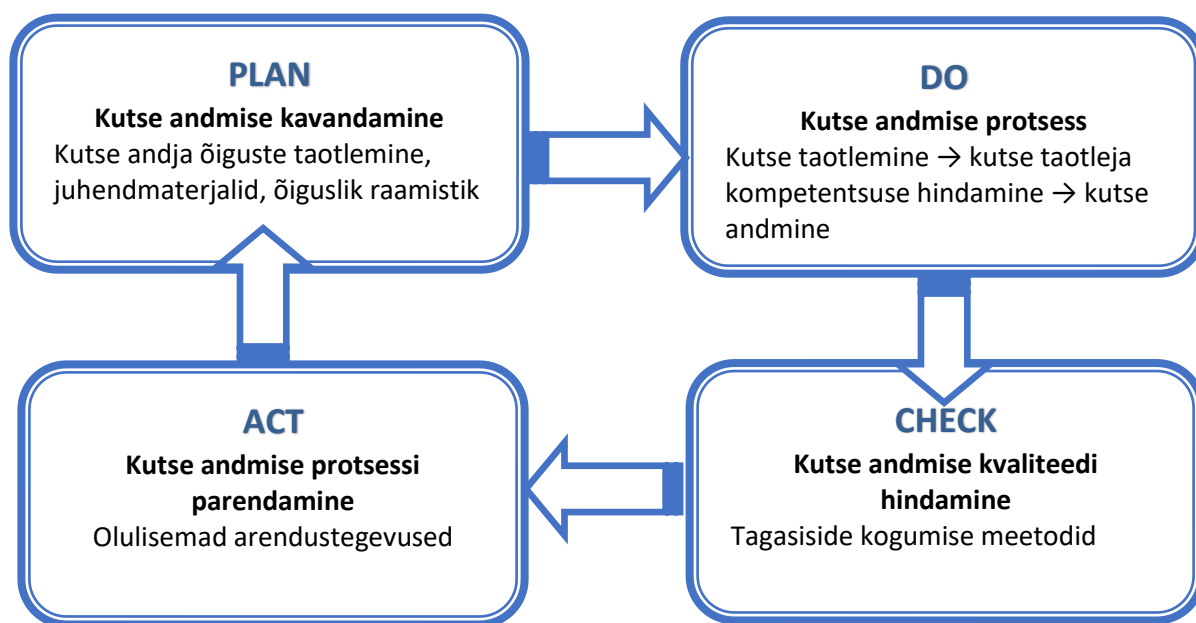 PLAN
Kutse andmise kavandamine
Kutse andja õiguste taotlemine,
juhendmaterjalid, õiguslik raamistik
DO
Kutse andmise protsess
Kutse taotlemine → kutse taotleja
kompetentsuse hindamine → kutse
andmine
ACT
Kutse andmise protsessi
parendamine
Olulisemad arendustegevused
CHECK
Kutse andmise kvaliteedi
hindamine
Tagasiside kogumise meetodid